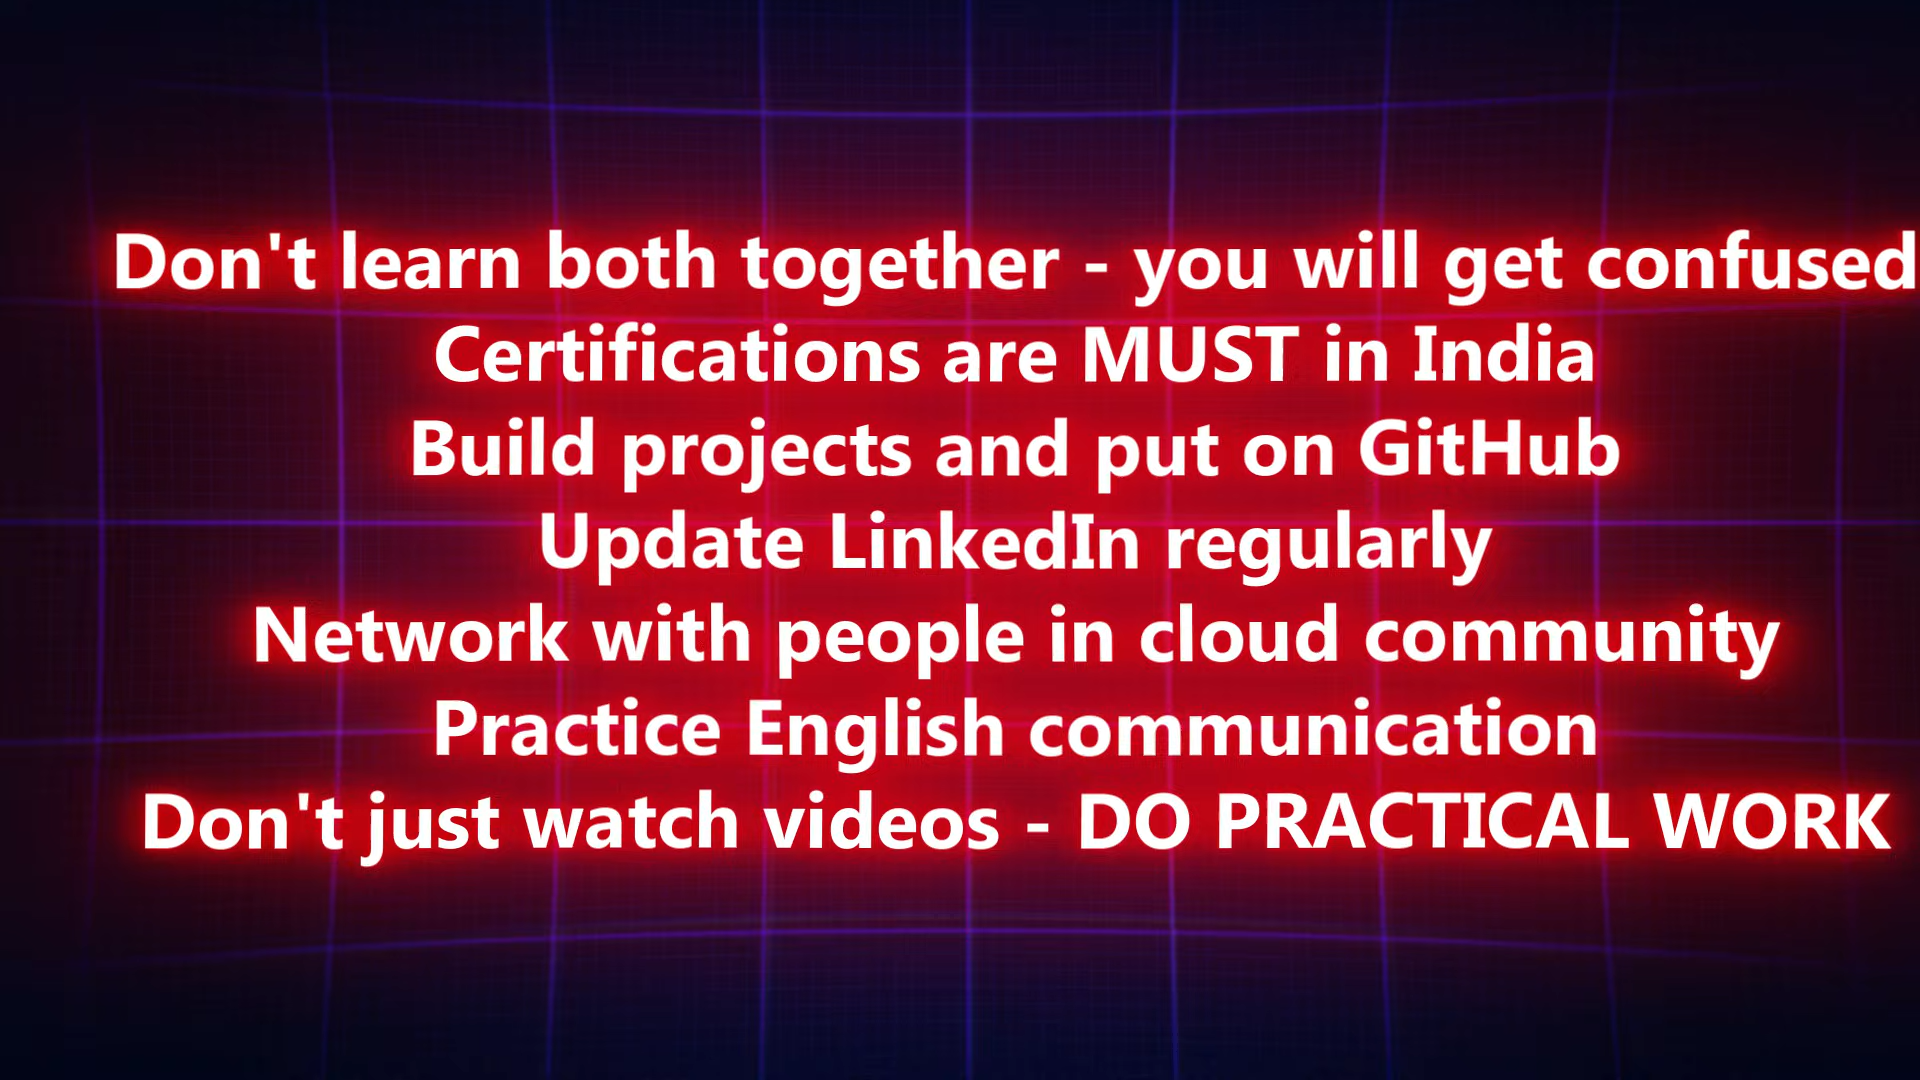 Don't learn both together - you will get confused
Certifications are MUST in India
Build projects and put on GitHub
Update LinkedIn regularly
Network with people in cloud community
Practice English communication
Don't just watch videos - DO PRACTICAL WORK